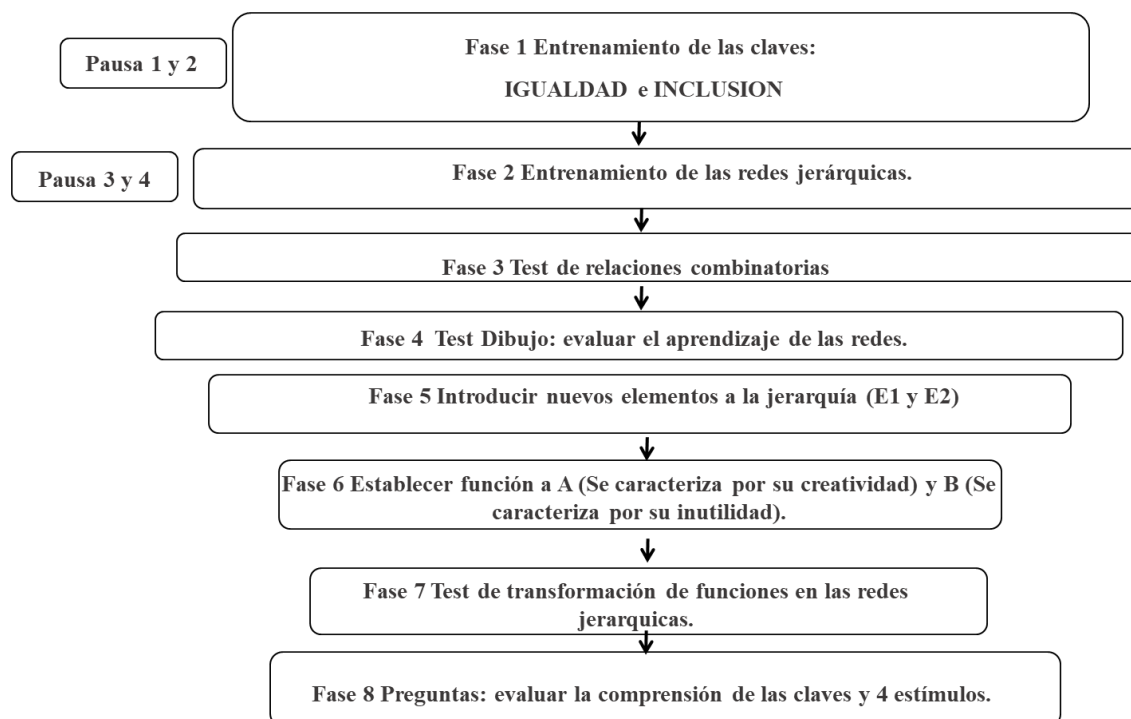 Pausa 1 y 2
Fase 1 Entrenamiento de las claves:
IGUALDAD e INCLUSION
Pausa 3 y 4
Fase 2 Entrenamiento de las redes jerárquicas.
Fase 3 Test de relaciones combinatorias
Fase 4 Test Dibujo: evaluar el aprendizaje de las redes.
Fase 5 Introducir nuevos elementos a la jerarquía (E1 y E2)
Fase 6 Establecer función a A (Se caracteriza por su creatividad) y B (Se
caracteriza por su inutilidad).
Fase 7 Test de transformación de funciones en las redes
jerarquicas.
Fase 8 Preguntas: evaluar la comprensión de las claves y 4 estímulos.